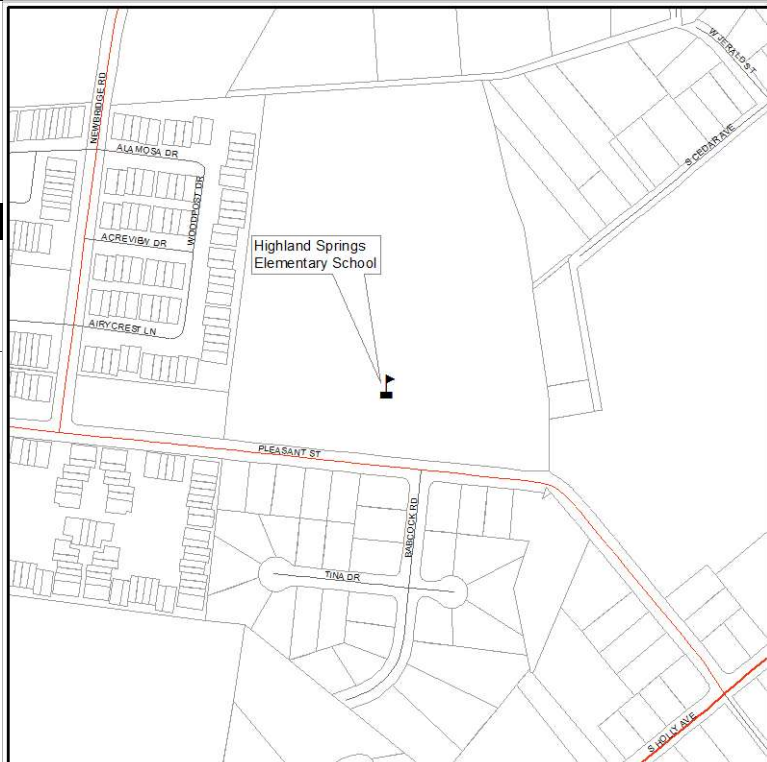 W JERALD ST
NEWBRIDGE RD
S CEDAR AVE
ALAMOSA DR
WOODPOST DR
ACREVIEW DR
Highland Springs
Elementary School
AIRYCREST LN
PLEASANT ST
BABCOCK RD
TINA DR
S HOLLY AVE